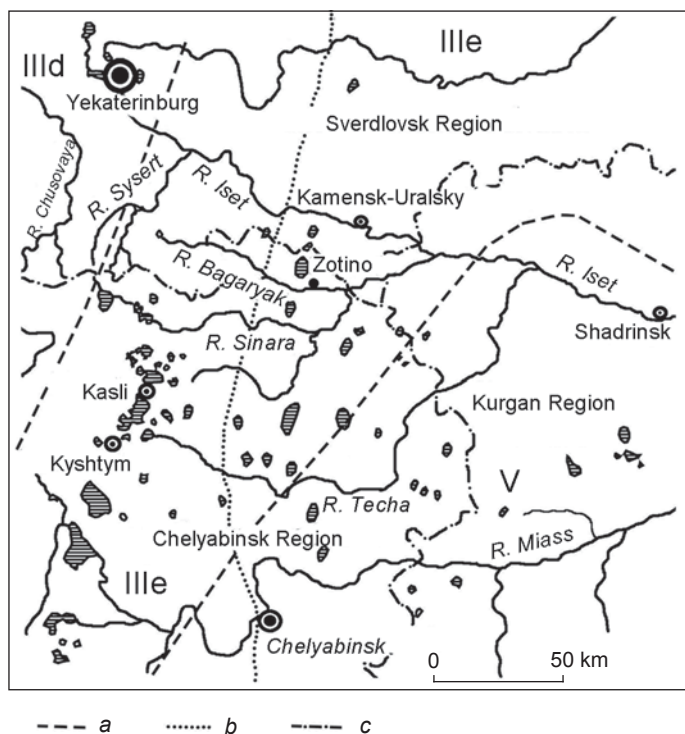 IIIe
IIId
Yekaterinburg
Sverdlovsk Region
R. Chusovaya
R. Sysert
R. Iset
Kamensk-Uralsky
Zotino
R. Bagaryak
R. Iset
R. Sinara
Shadrinsk
Kasli
Kurgan Region
Kyshtym
V
R. Techa
Chelyabinsk Region
R. Miass
IIIe
Chelyabinsk
0 50 km
a b c